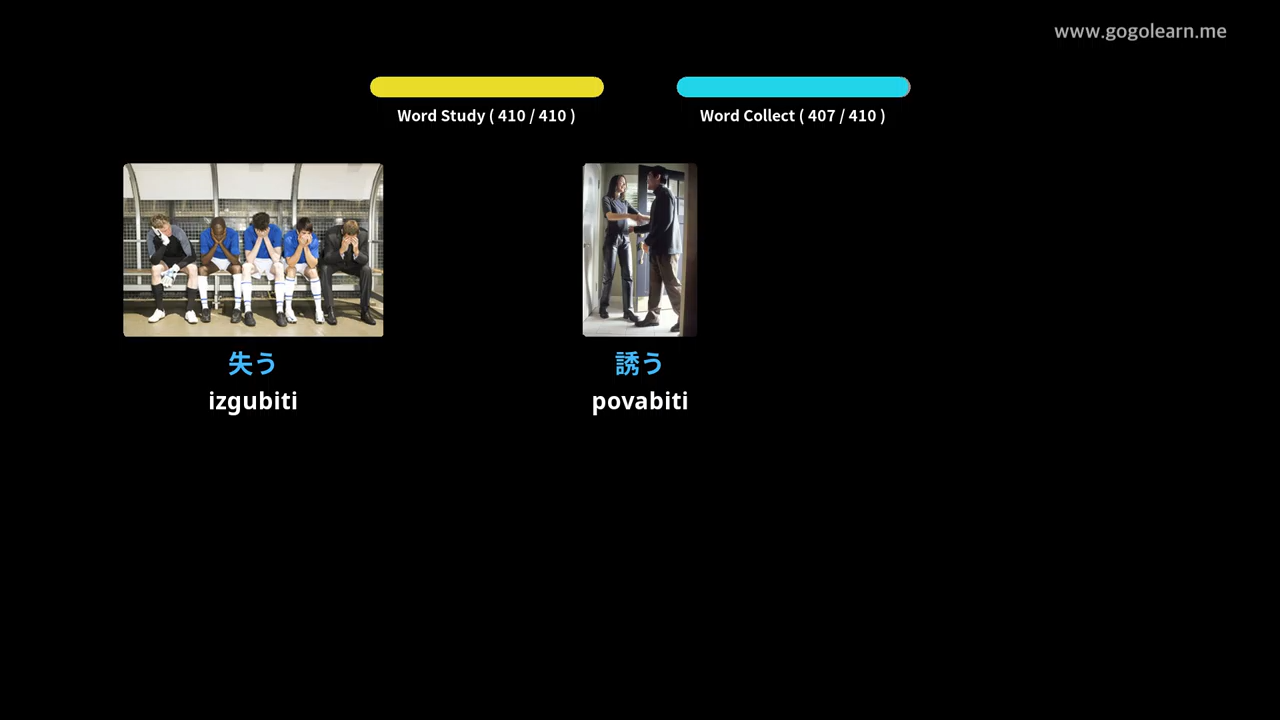 www.gogolearn.me
Word Study ( 410 / 410 )
Word Collect ( 407 / 410 )
失う
izgubiti
誘う
povabiti